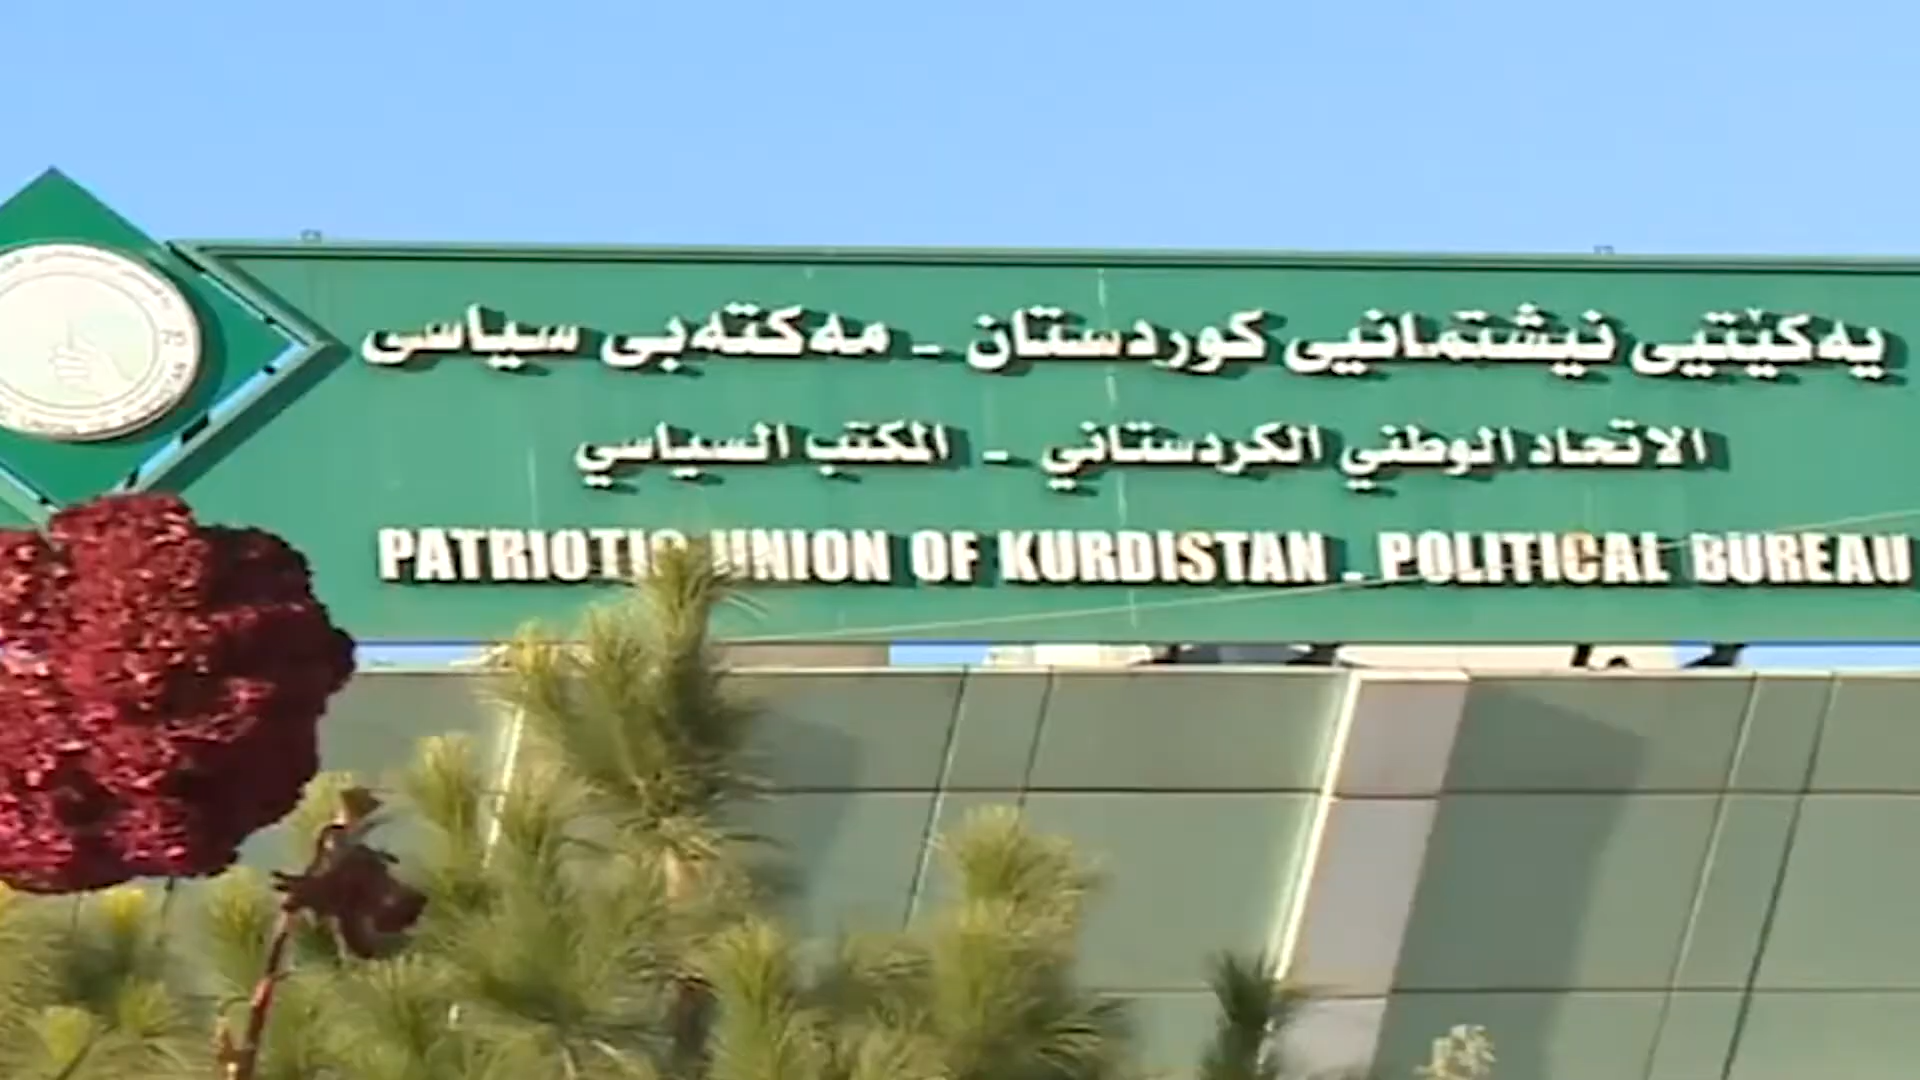 یەکێتیی نیشتمانیی کوردستان - مەکتەبی سیاسی
الاتحاد الوطني الكردستاني - المكتب السياسي
PATRIOTIC UNION OF KURDISTAN - POLITICAL BUREAU